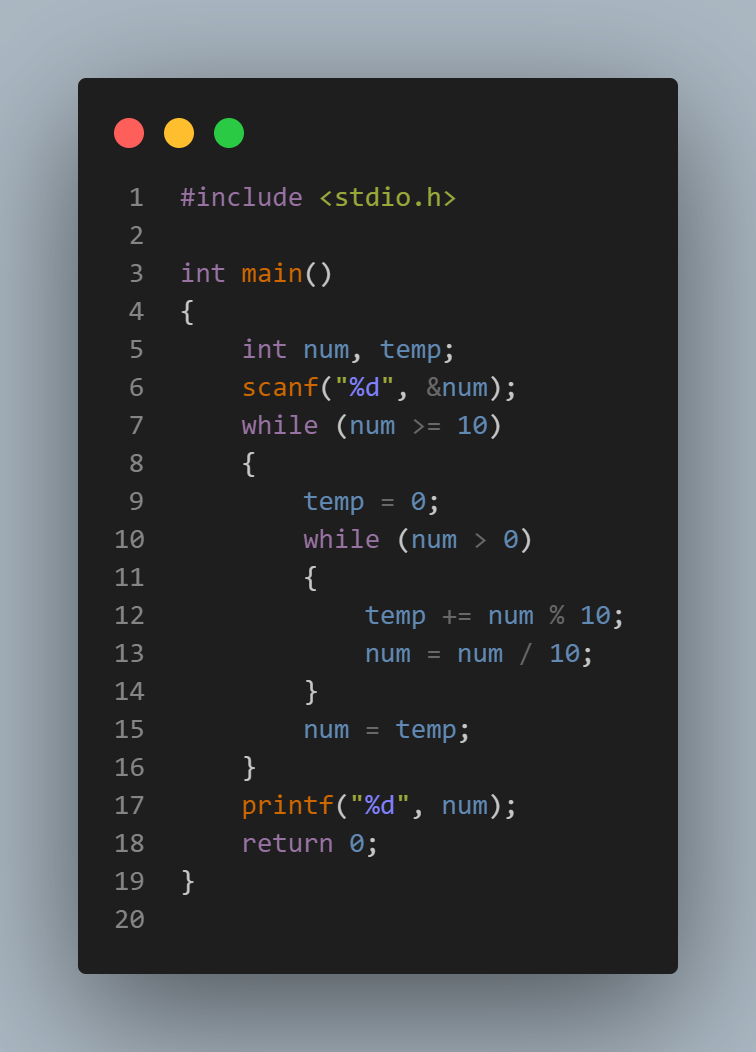 1 #include <stdio.h>
2
3 int main()
4 {
5     int num, temp;
6     scanf("%d", &num);
7     while (num >= 10)
8     {
9         temp = 0;
10         while (num > 0)
11         {
12             temp += num % 10;
13             num = num / 10;
14         }
15         num = temp;
16     }
17     printf("%d", num);
18     return 0;
19 }
20